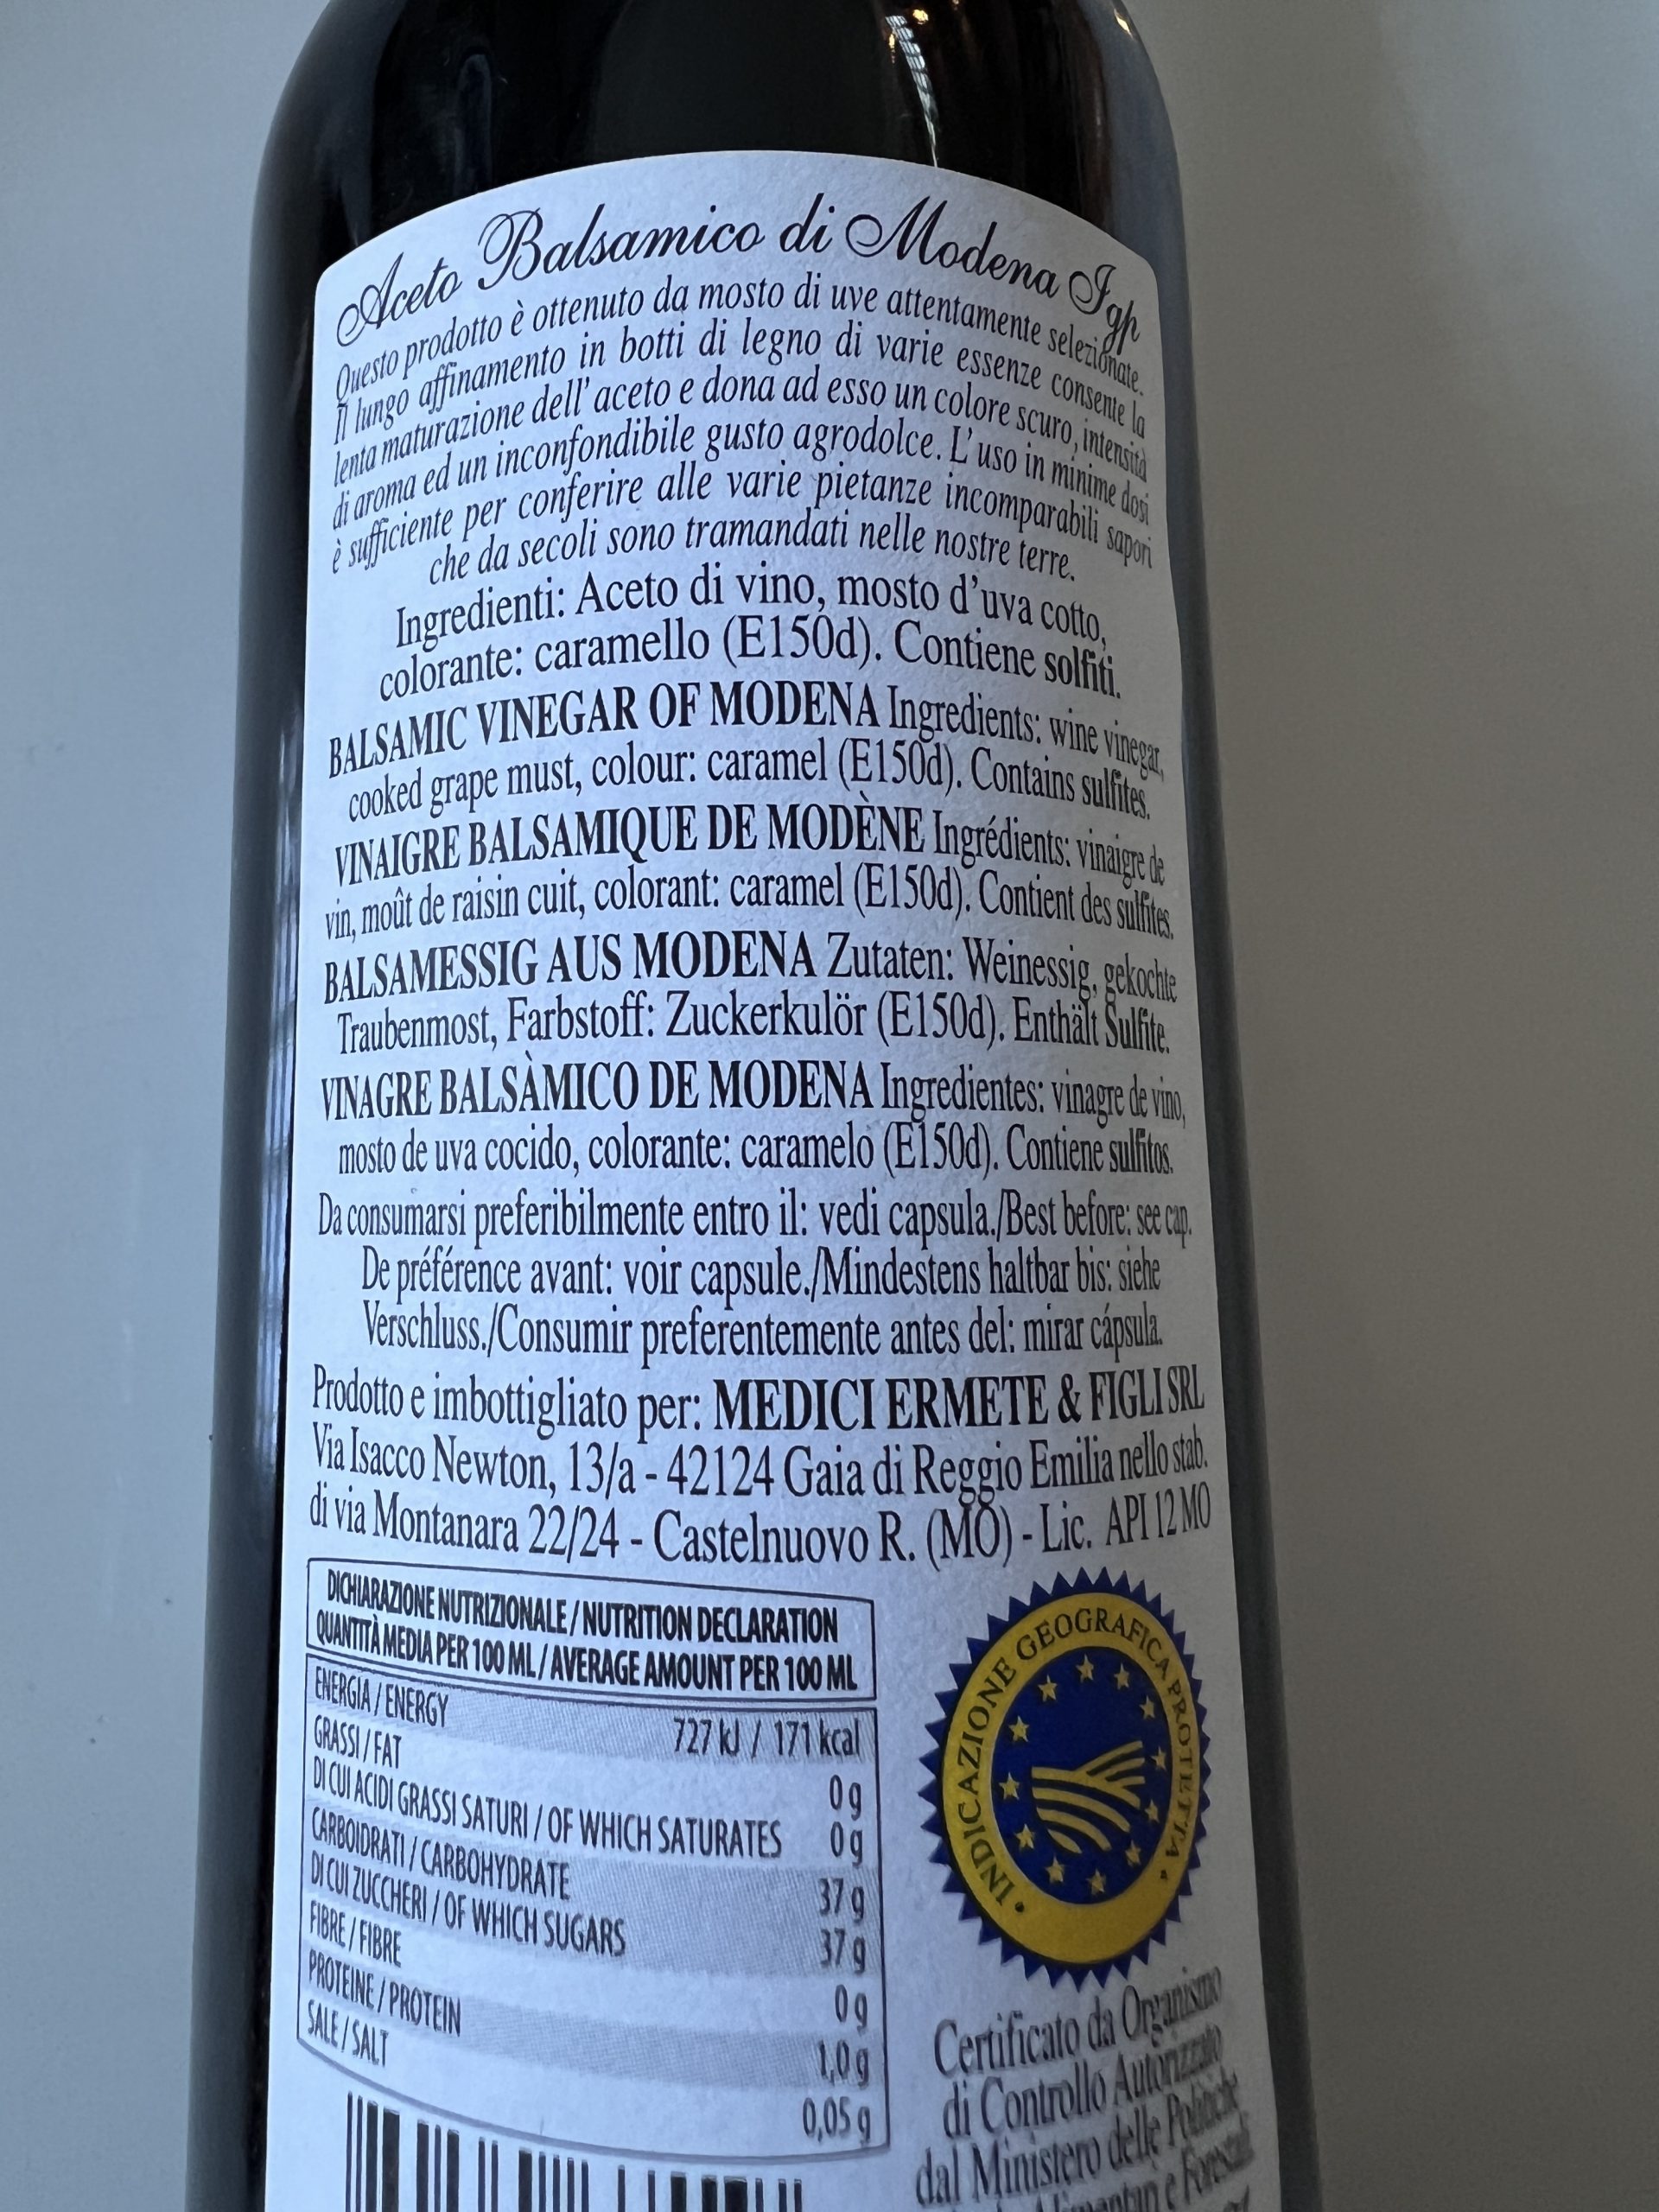 Aceto Balsamico di Modena Igp
Questo prodotto è ottenuto da mosto di uve attentamente selezionate.
Il lungo affinamento in botti di legno di varie essenze consente la
lenta maturazione dell'aceto e dona ad esso un colore scuro, intensità
di aroma ed un inconfondibile gusto agrodolce. L'uso in minime dosi
è sufficiente per conferire alle varie pietanze incomparabili sapori
che da secoli sono tramandati nelle nostre terre.
Ingredienti: Aceto di vino, mosto d'uva cotto,
colorante: caramello (E150d). Contiene solfiti.
BALSAMIC VINEGAR OF MODENA Ingredients: wine vinegar,
cooked grape must, colour: caramel (E150d). Contains sulfites.
VINAIGRE BALSAMIQUE DE MODÈNE Ingrédients: vinaigre de
vin, moût de raisin cuit, colorant: caramel (E150d). Contient des sulfites.
BALSAMESSIG AUS MODENA Zutaten: Weinessig, gekochte
Traubenmost, Farbstoff: Zuckerkulör (E150d). Enthält Sulfite.
VINAGRE BALSÀMICO DE MODENA Ingredientes: vinagre de vino,
mosto de uva cocido, colorante: caramelo (E150d). Contiene sulfitos.
Da consumarsi preferibilmente entro il: vedi capsula./Best before: see cap.
De préférence avant: voir capsule./Mindestens haltbar bis: siehe
Verschluss./Consumir preferentemente antes del: mirar cápsula.
Prodotto e imbottigliato per: MEDICI ERMETE & FIGLI SRL
Via Isacco Newton, 13/a - 42124 Gaia di Reggio Emilia nello stab.
di via Montanara 22/24 - Castelnuovo R. (MO) - Lic. API 12 MO
DICHIARAZIONE NUTRIZIONALE / NUTRITION DECLARATION
QUANTITÀ MEDIA PER 100 ML / AVERAGE AMOUNT PER 100 ML
ENERGIA / ENERGY 727 kJ / 171 kcal
GRASSI / FAT 0 g
DI CUI ACIDI GRASSI SATURI / OF WHICH SATURATES 0 g
CARBOIDRATI / CARBOHYDRATE 37 g
DI CUI ZUCCHERI / OF WHICH SUGARS 37 g
FIBRE / FIBRE 0 g
PROTEINE / PROTEIN 1,0 g
SALE / SALT 0,05 g
• INDICAZIONE GEOGRAFICA PROTETTA •
Certificato da Organismo
di Controllo Autorizzato
dal Ministero delle Politiche
e Forestali